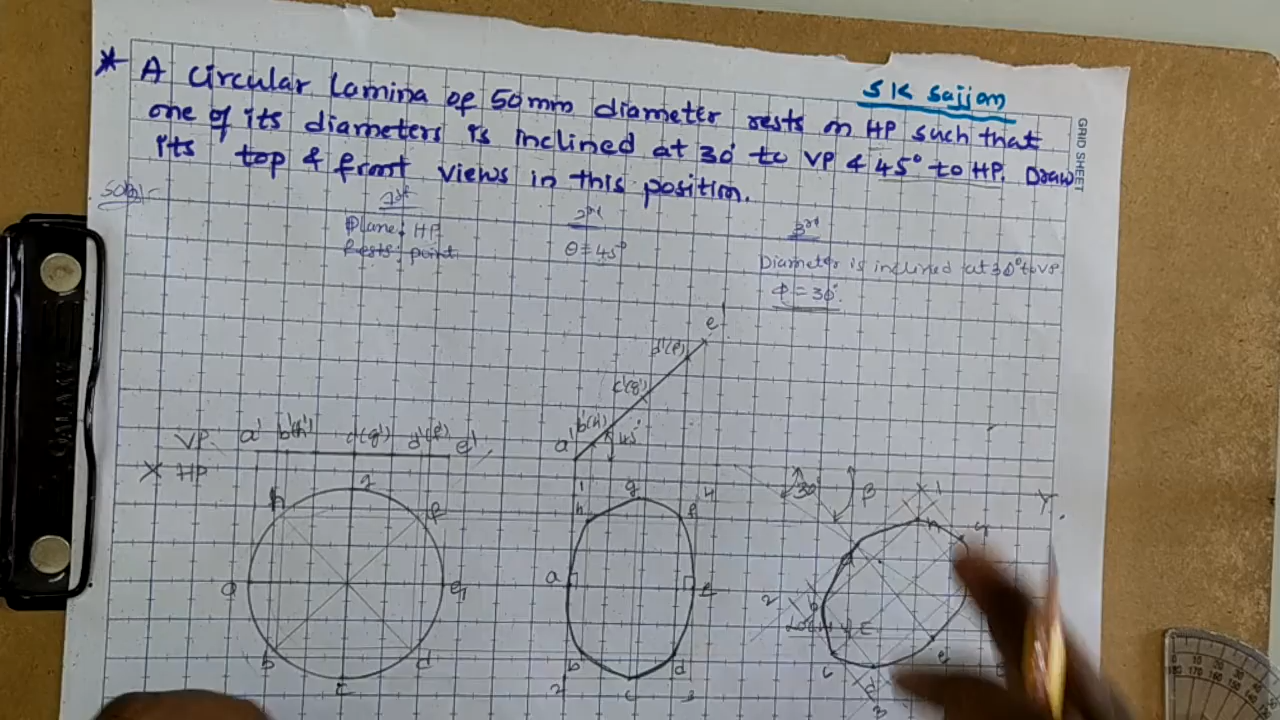 * A circular Lamina of 50mm diameter rests on HP such that
one of its diameters is inclined at 30° to VP & 45° to HP. Draw
its top & front views in this position.
SK Sajjan
GRID SHEET
Soln:-
1st
Plane: HP
Rests: point
2nd
θ = 45°
3rd
Diameter is inclined at 30° to VP
φ = 30°.
e'
d'(f')
c'(g')
b'(h')
a'
45°
VP
a' b'(h') c'(g') d'(f') e'
X HP
Y
g
h
f
a
e
b
d
c
1
g
4
h
f
a
e
b
d
2
c
3
30
β
1
h
g
2
c
d
e
3